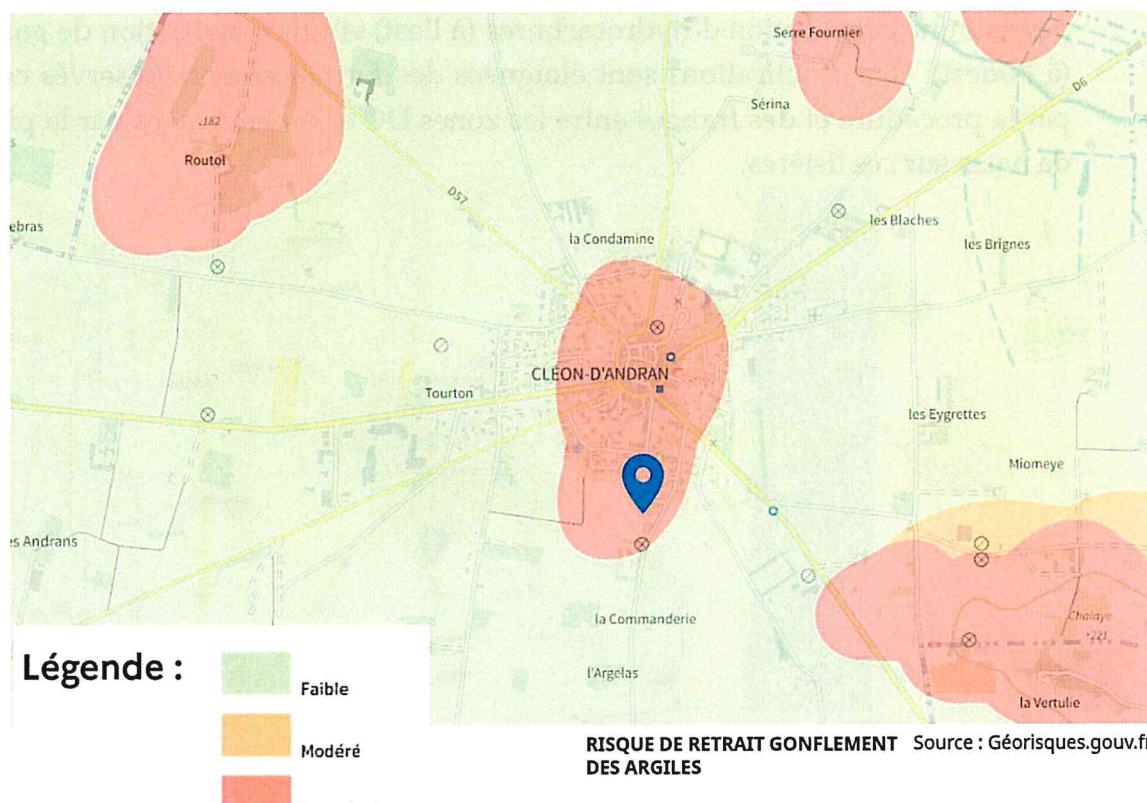 Serre Fournier
Sérina
D6
.182
Routol
D57
ebras
la Condamine
les Blaches
les Brignes
CLÉON-D'ANDRAN
Tourton
les Eygrettes
Miomeye
es Andrans
la Commanderie
Chalaye
•221
l'Argelas
la Vertulie
Légende :
Faible
Modéré
RISQUE DE RETRAIT GONFLEMENT
DES ARGILES
Source : Géorisques.gouv.fr